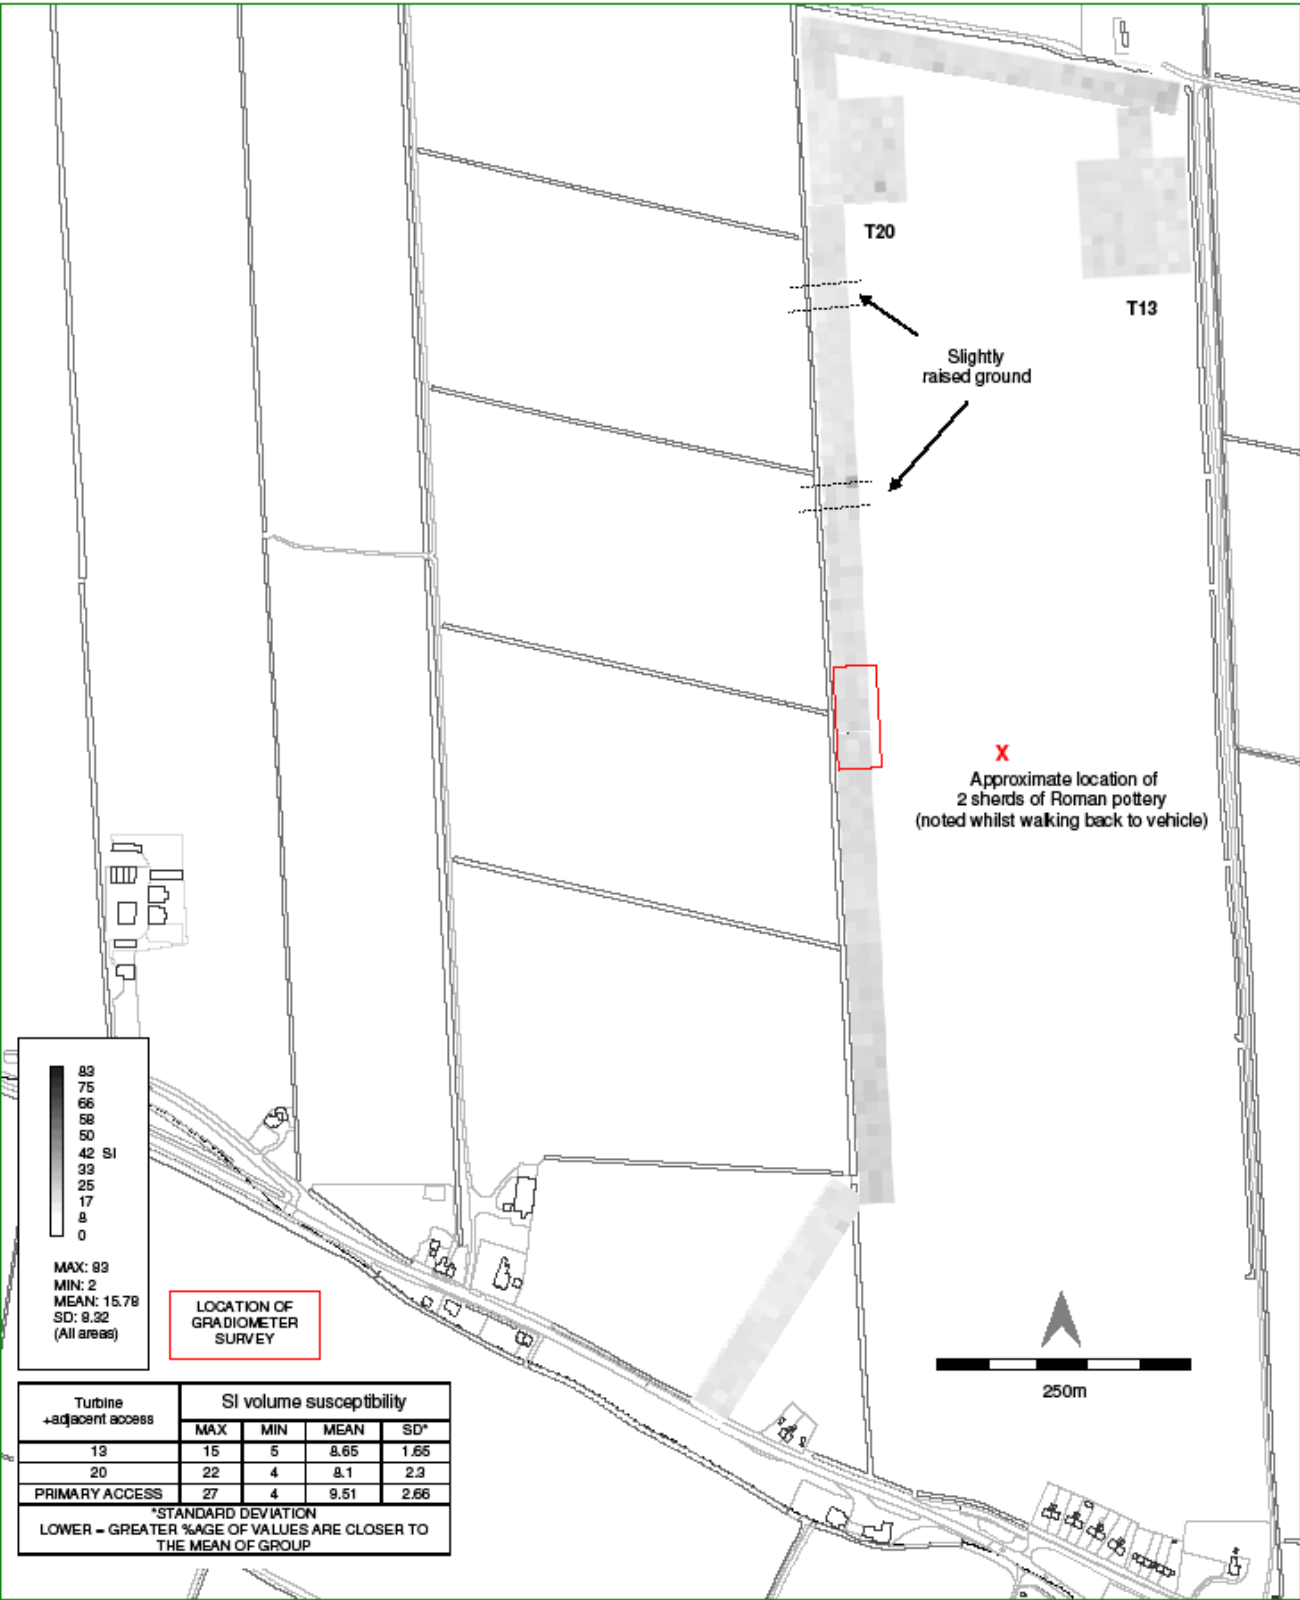 T20
T13
Slightly
raised ground
X
Approximate location of
2 sherds of Roman pottery
(noted whilst walking back to vehicle)
83
75
66
58
50
42 SI
33
25
17
8
0
MAX: 83
MIN: 2
MEAN: 15.78
SD: 8.32
(All areas)
LOCATION OF
GRADIOMETER
SURVEY
250m
Turbine
+adjacent access
SI volume susceptibility
MAX MIN MEAN SD*
13 15 5 8.65 1.65
20 22 4 8.1 2.3
PRIMARY ACCESS 27 4 9.51 2.66
*STANDARD DEVIATION
LOWER = GREATER %AGE OF VALUES ARE CLOSER TO
THE MEAN OF GROUP